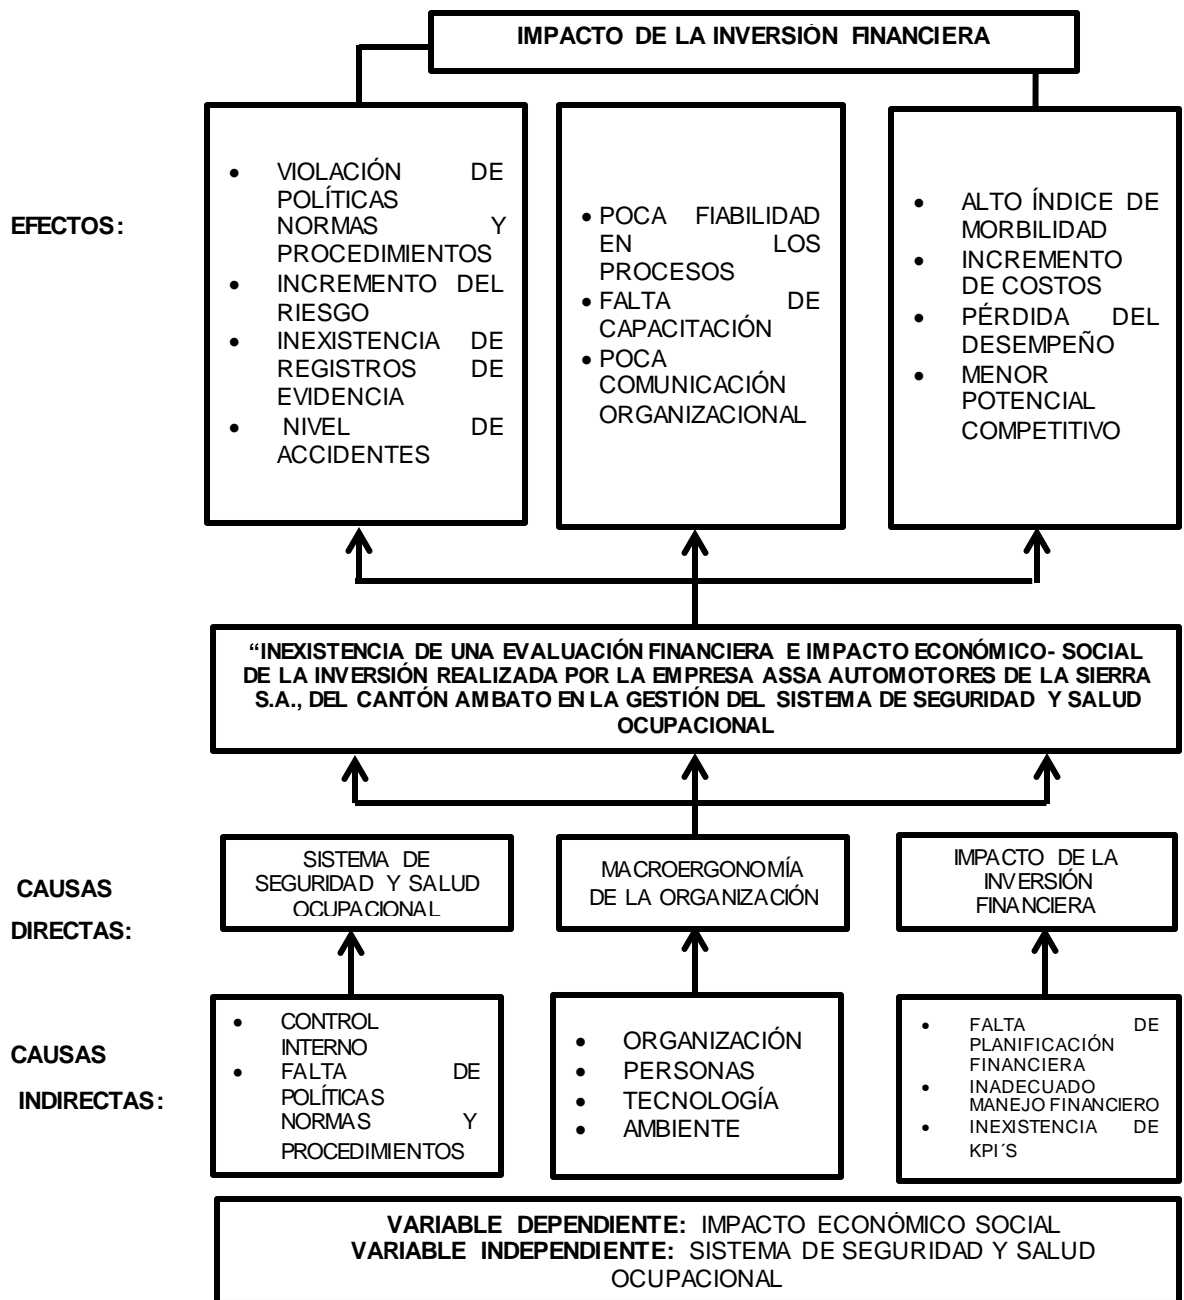 IMPACTO DE LA INVERSIÓN FINANCIERA
EFECTOS:
• VIOLACIÓN DE
POLÍTICAS
NORMAS Y
PROCEDIMIENTOS
• INCREMENTO DEL
RIESGO
• INEXISTENCIA DE
REGISTROS DE
EVIDENCIA
• NIVEL DE
ACCIDENTES
• POCA FIABILIDAD
EN LOS
PROCESOS
• FALTA DE
CAPACITACIÓN
• POCA
COMUNICACIÓN
ORGANIZACIONAL
• ALTO ÍNDICE DE
MORBILIDAD
• INCREMENTO
DE COSTOS
• PÉRDIDA DEL
DESEMPEÑO
• MENOR
POTENCIAL
COMPETITIVO
“INEXISTENCIA DE UNA EVALUACIÓN FINANCIERA E IMPACTO ECONÓMICO- SOCIAL
DE LA INVERSIÓN REALIZADA POR LA EMPRESA ASSA AUTOMOTORES DE LA SIERRA
S.A., DEL CANTÓN AMBATO EN LA GESTIÓN DEL SISTEMA DE SEGURIDAD Y SALUD
OCUPACIONAL
CAUSAS
DIRECTAS:
SISTEMA DE
SEGURIDAD Y SALUD
OCUPACIONAL
MACROERGONOMÍA
DE LA ORGANIZACIÓN
IMPACTO DE LA
INVERSIÓN
FINANCIERA
CAUSAS
INDIRECTAS:
• CONTROL
INTERNO
• FALTA DE
POLÍTICAS
NORMAS Y
PROCEDIMIENTOS
• ORGANIZACIÓN
• PERSONAS
• TECNOLOGÍA
• AMBIENTE
• FALTA DE
PLANIFICACIÓN
FINANCIERA
• INADECUADO
MANEJO FINANCIERO
• INEXISTENCIA DE
KPI´S
VARIABLE DEPENDIENTE: IMPACTO ECONÓMICO SOCIAL
VARIABLE INDEPENDIENTE: SISTEMA DE SEGURIDAD Y SALUD
OCUPACIONAL